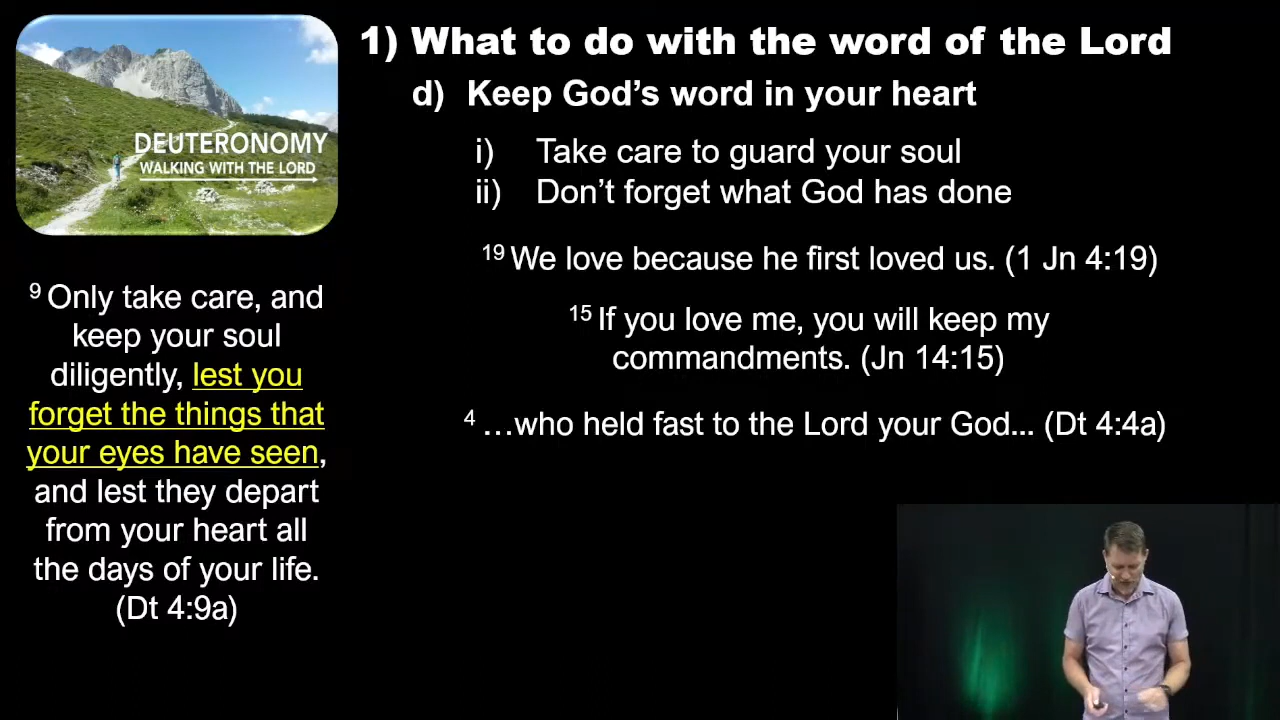 DEUTERONOMY
WALKING WITH THE LORD
9 Only take care, and
keep your soul
diligently, lest you
forget the things that
your eyes have seen,
and lest they depart
from your heart all
the days of your life.
(Dt 4:9a)
1) What to do with the word of the Lord
d) Keep God’s word in your heart
i) Take care to guard your soul
ii) Don’t forget what God has done
19 We love because he first loved us. (1 Jn 4:19)
15 If you love me, you will keep my
commandments. (Jn 14:15)
4 …who held fast to the Lord your God... (Dt 4:4a)